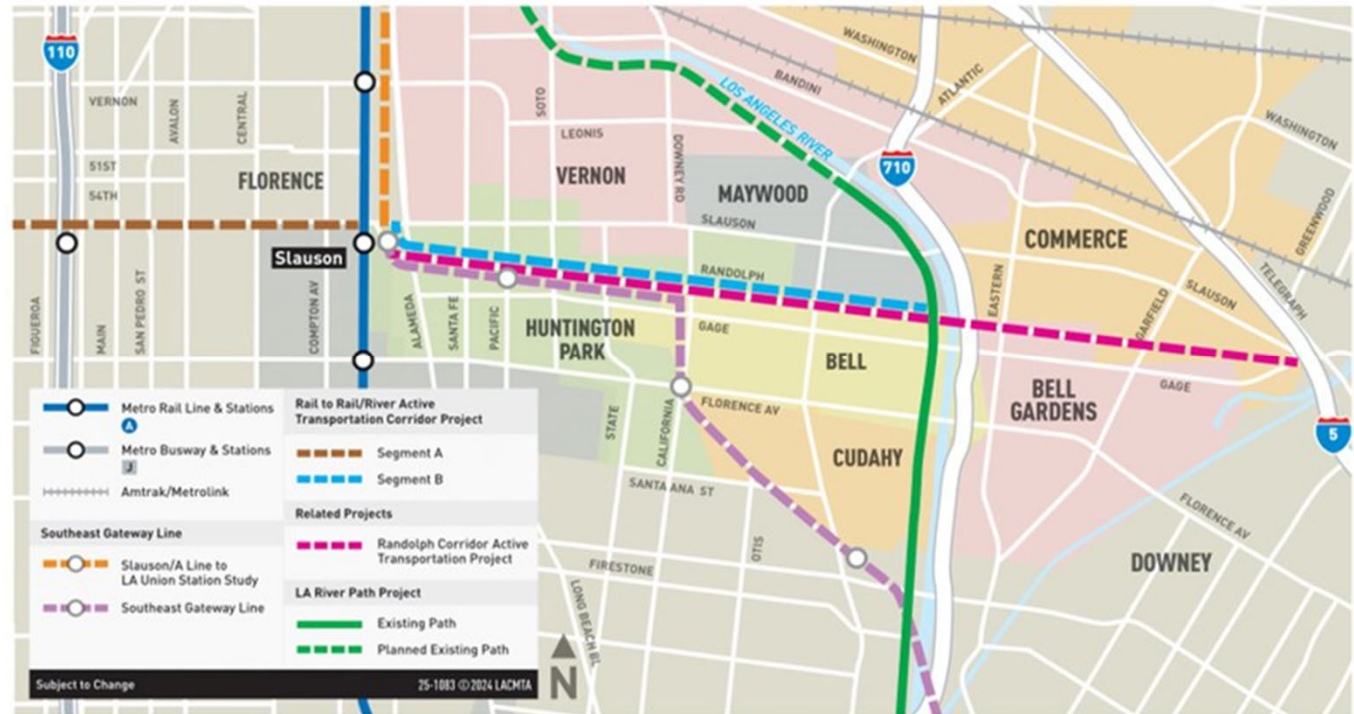 110
VERNON
AVALON
CENTRAL
51ST
54TH
FLORENCE
SOTO
LEONIS
VERNON
DOWNEY RD
MAYWOOD
SLAUSON
LOS ANGELES RIVER
BANDINI
WASHINGTON
ATLANTIC
710
WASHINGTON
GREENWOOD
COMMERCE
TELEGRAPH
SLAUSON
GARFIELD
EASTERN
Slauson
RANDOLPH
FIGUEROA
MAIN
SAN PEDRO ST
COMPTON AV
ALAMEDA
SANTA FE
PACIFIC
HUNTINGTON
PARK
GAGE
BELL
BELL
GARDENS
GAGE
5
STATE
CALIFORNIA
FLORENCE AV
CUDAHY
SANTA ANA ST
OTIS
FIRESTONE
LONG BEACH BL
FLORENCE AV
DOWNEY
N
Metro Rail Line & Stations
A
Metro Busway & Stations
J
Amtrak/Metrolink
Southeast Gateway Line
Slauson/A Line to
LA Union Station Study
Southeast Gateway Line
Rail to Rail/River Active
Transportation Corridor Project
Segment A
Segment B
Related Projects
Randolph Corridor Active
Transportation Project
LA River Path Project
Existing Path
Planned Existing Path
Subject to Change
25-1083 ©2024 LACMTA